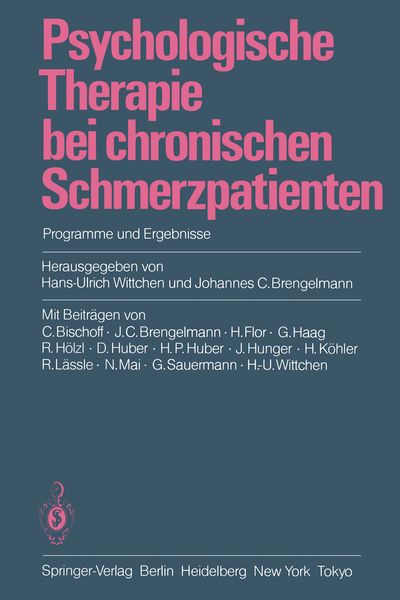 Psychologische
Therapie
bei chronischen
Schmerzpatienten
Programme und Ergebnisse
Herausgegeben von
Hans-Ulrich Wittchen und Johannes C. Brengelmann
Mit Beiträgen von
C. Bischoff · J. C. Brengelmann · H. Flor · G. Haag
R. Hölzl · D. Huber · H. P. Huber · J. Hunger · H. Köhler
R. Lässle · N. Mai · G. Sauermann · H.-U. Wittchen
S
Springer-Verlag Berlin Heidelberg New York Tokyo